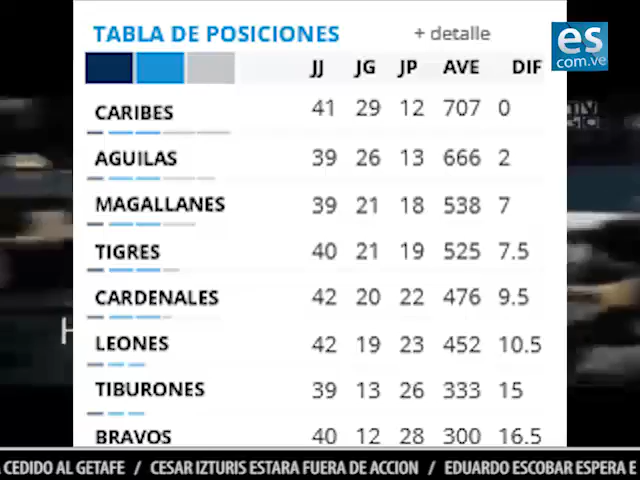 TABLA DE POSICIONES + detalle
es
com.ve
JJ JG JP AVE DIF
CARIBES 41 29 12 707 0
AGUILAS 39 26 13 666 2
MAGALLANES 39 21 18 538 7
TIGRES 40 21 19 525 7.5
CARDENALES 42 20 22 476 9.5
LEONES 42 19 23 452 10.5
TIBURONES 39 13 26 333 15
BRAVOS 40 12 28 300 16.5
CEDIDO AL GETAFE / CESAR IZTURIS ESTARA FUERA DE ACCION / EDUARDO ESCOBAR ESPERA E